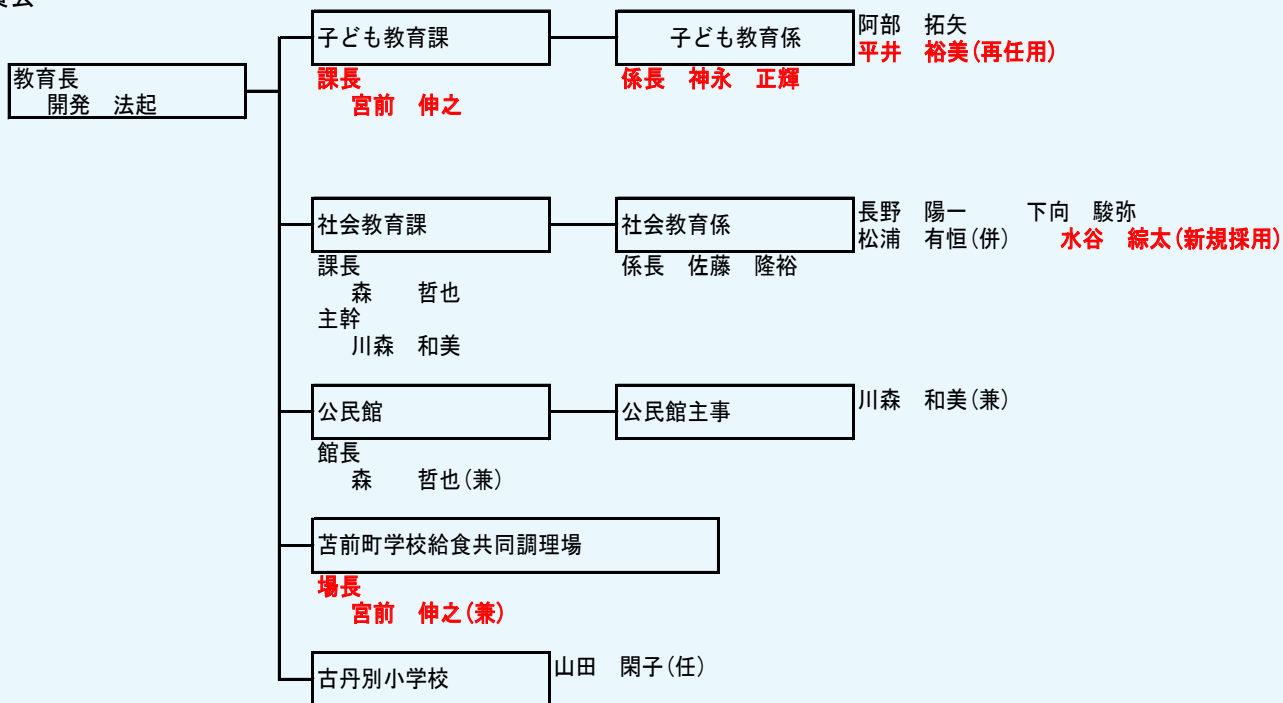 教育長
開発　法起
子ども教育課
課長
宮前　伸之
子ども教育係
係長　神永　正輝
阿部　拓矢
平井　裕美(再任用)
社会教育課
課長
森　　哲也
主幹
川森　和美
社会教育係
係長　佐藤　隆裕
長野　陽一　　下向　駿弥
松浦　有恒(併)　　水谷　綜太(新規採用)
公民館
館長
森　　哲也(兼)
公民館主事
川森　和美(兼)
苫前町学校給食共同調理場
場長
宮前　伸之(兼)
古丹別小学校
山田　閑子(任)